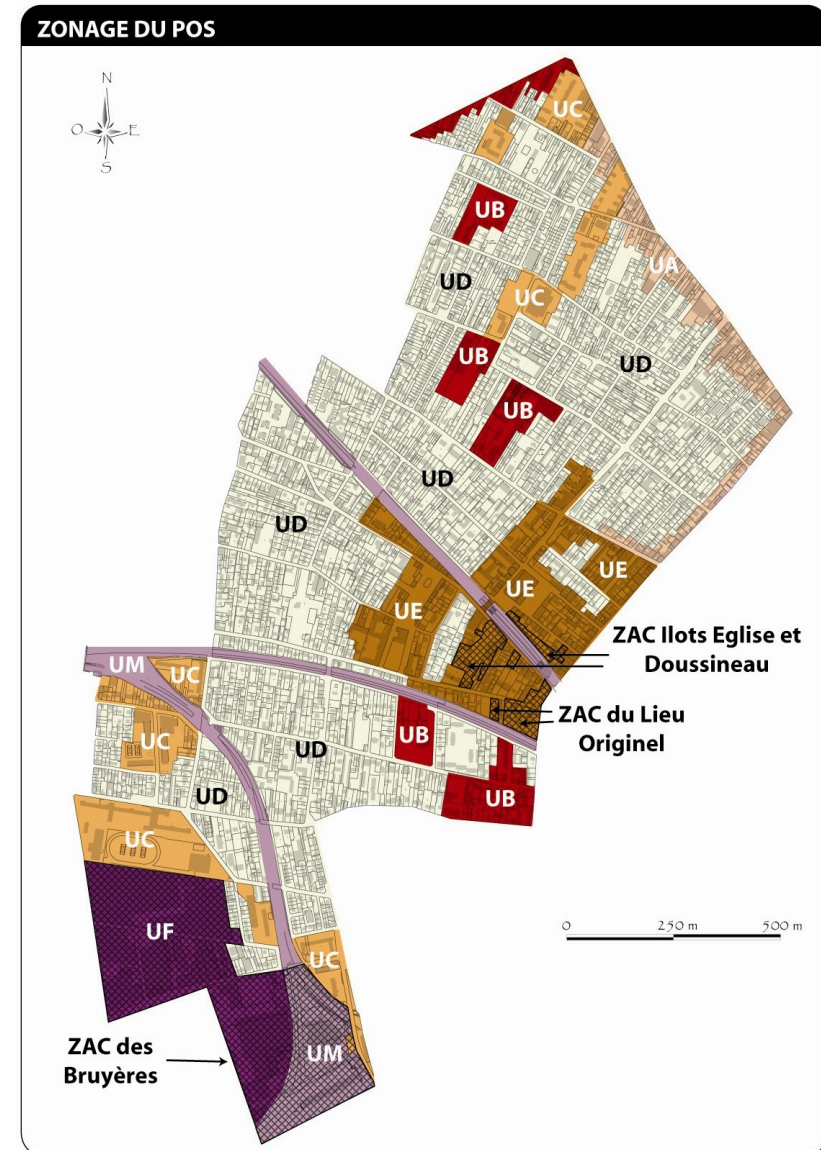 ZONAGE DU POS
N
O E
S
UC
UB
UA
UD
UC
UB
UD
UB
UD
UD
UE
UE
UE
ZAC Ilots Eglise et
Doussineau
UM
UC
ZAC du Lieu
Originel
UB
UC
UD
UD
UB
UC
UF
0 250 m 500 m
UC
ZAC des
Bruyères
UM